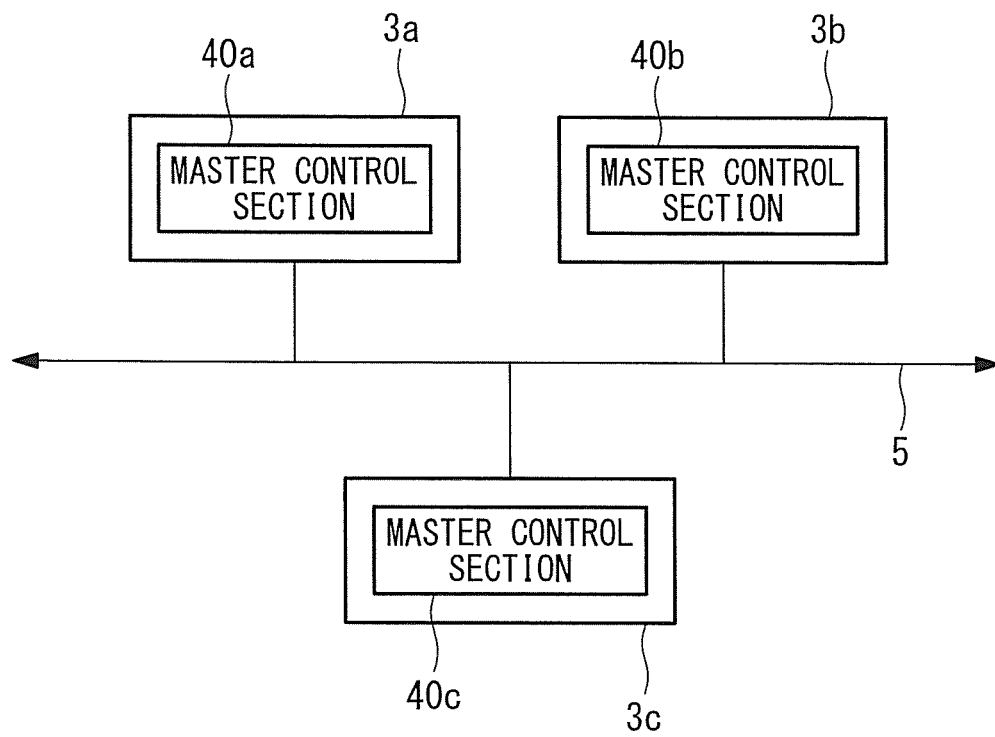 40a
3a
40b
3b
MASTER CONTROL
SECTION
MASTER CONTROL
SECTION
5
MASTER CONTROL
SECTION
40c
3c